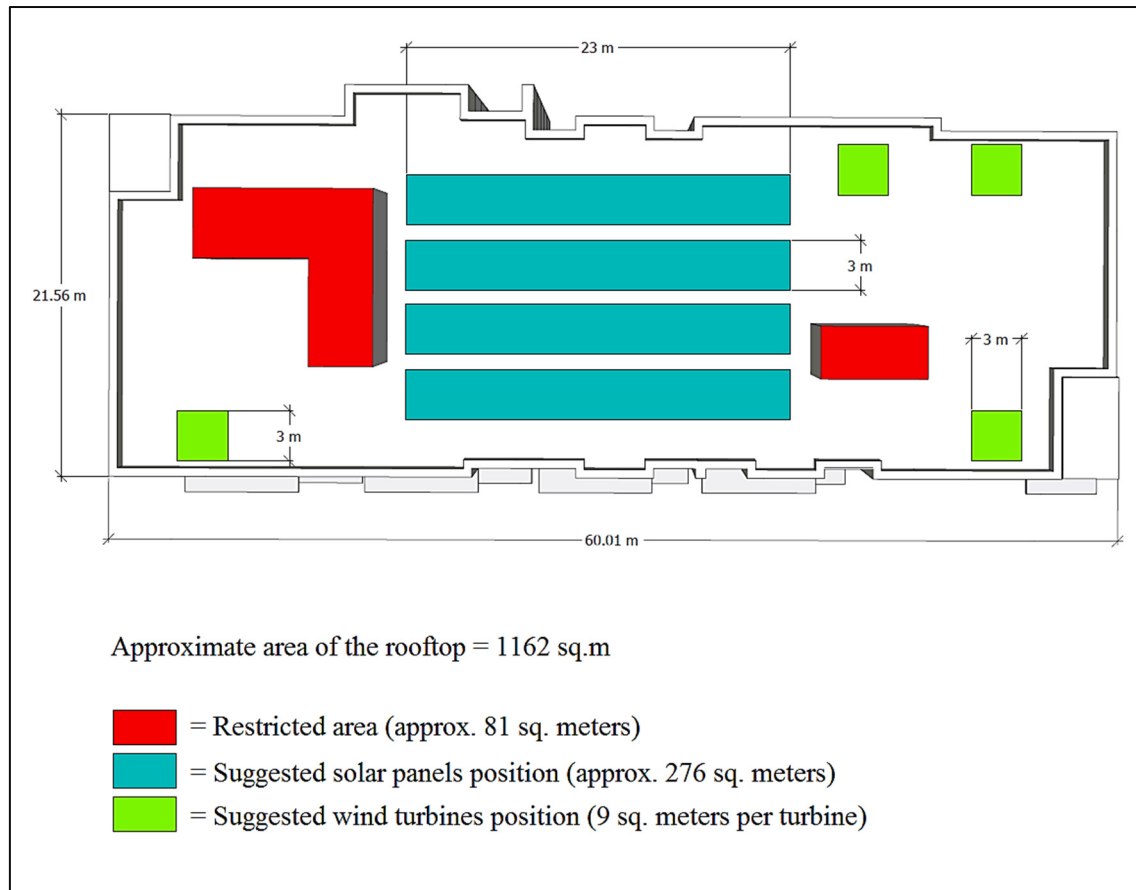 23 m
21.56 m
3 m
3 m
3 m
60.01 m
Approximate area of the rooftop = 1162 sq.m
= Restricted area (approx. 81 sq. meters)
= Suggested solar panels position (approx. 276 sq. meters)
= Suggested wind turbines position (9 sq. meters per turbine)